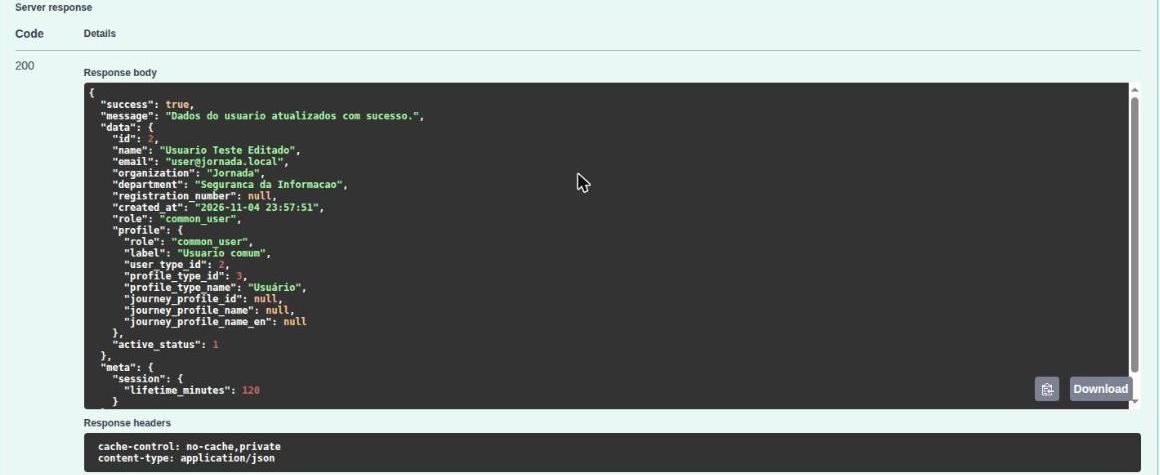 Server response
Code Details
200
Response body
{
  "success": true,
  "message": "Dados do usuario atualizados com sucesso.",
  "data": {
    "id": 2,
    "name": "Usuario Teste Editado",
    "email": "user@jornada.local",
    "organization": "Jornada",
    "department": "Seguranca da Informacao",
    "registration_number": null,
    "created_at": "2026-11-04 23:57:51",
    "role": "common_user",
    "profile": {
      "role": "common_user",
      "label": "Usuario comum",
      "user_type_id": 2,
      "profile_type_id": 3,
      "profile_type_name": "Usuário",
      "journey_profile_id": null,
      "journey_profile_name": null,
      "journey_profile_name_en": null
    },
    "active_status": 1
  },
  "meta": {
    "session": {
      "lifetime_minutes": 120
    }
Download
Response headers
cache-control: no-cache,private
content-type: application/json